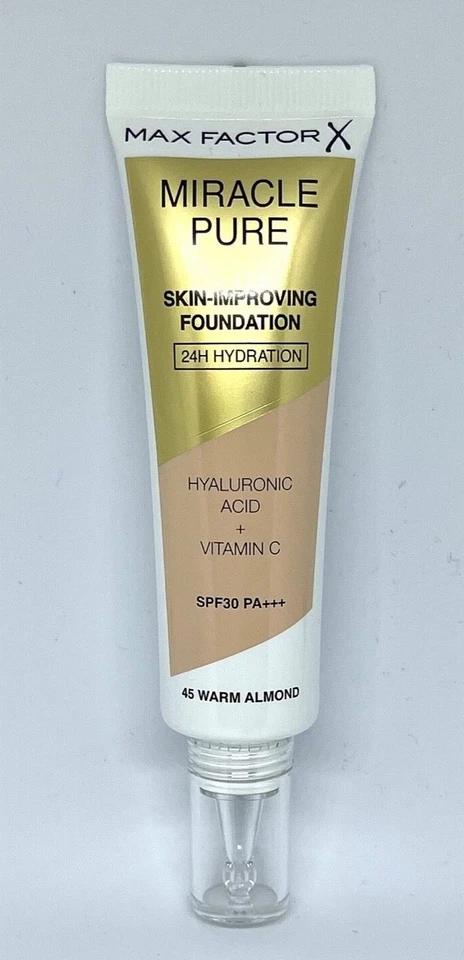 MAX FACTOR X
MIRACLE
PURE
SKIN-IMPROVING
FOUNDATION
24H HYDRATION
HYALURONIC
ACID
+
VITAMIN C
SPF30 PA+++
45 WARM ALMOND